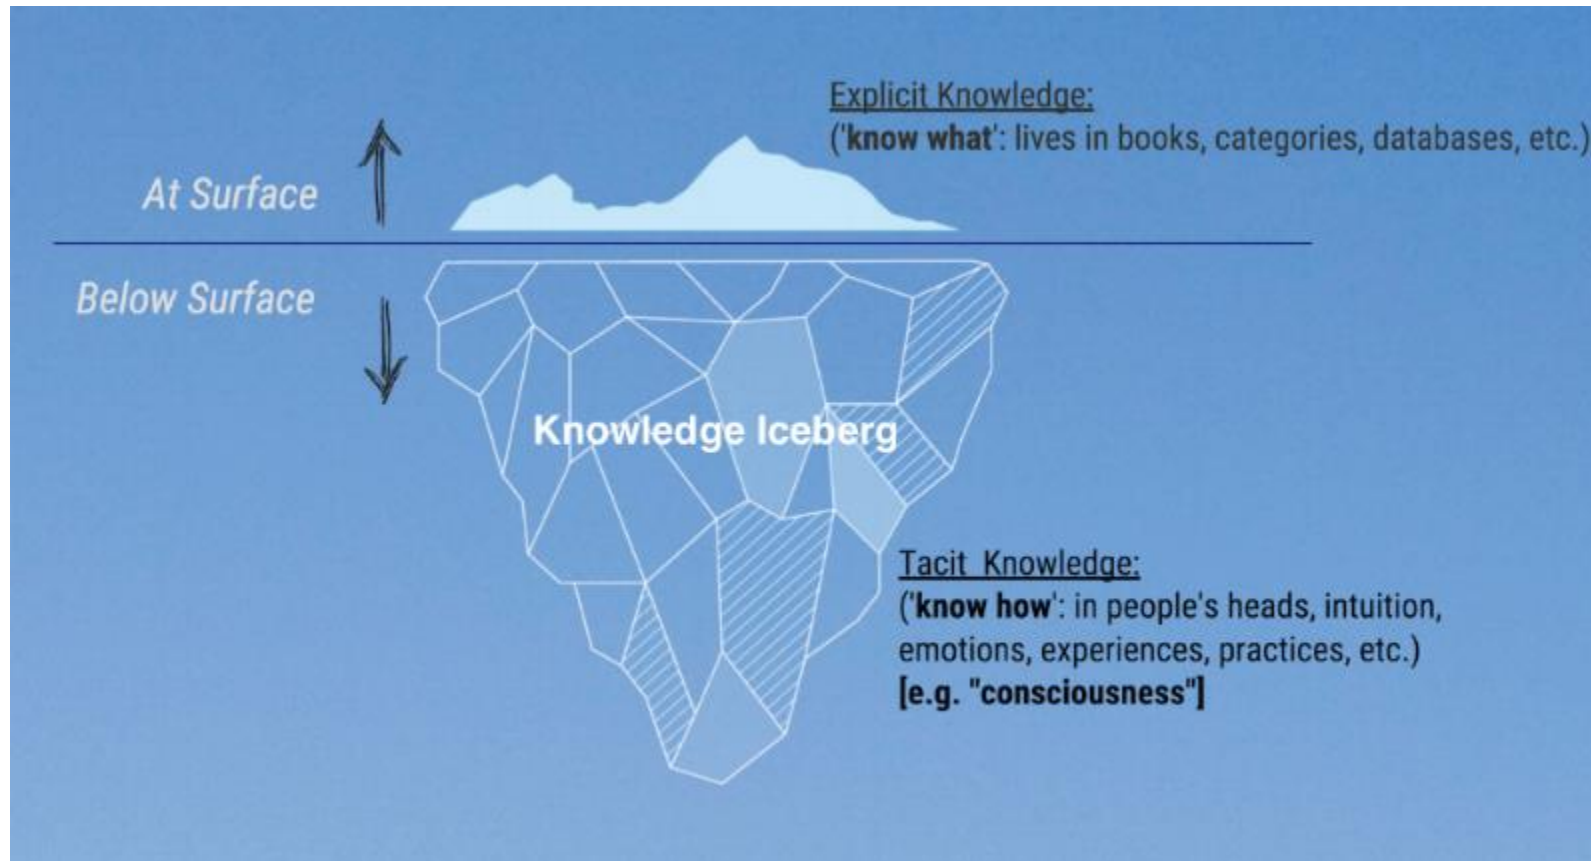 Explicit Knowledge:
('know what': lives in books, categories, databases, etc.)
At Surface
Below Surface
Knowledge Iceberg
Tacit Knowledge:
('know how': in people's heads, intuition,
emotions, experiences, practices, etc.)
[e.g. "consciousness"]